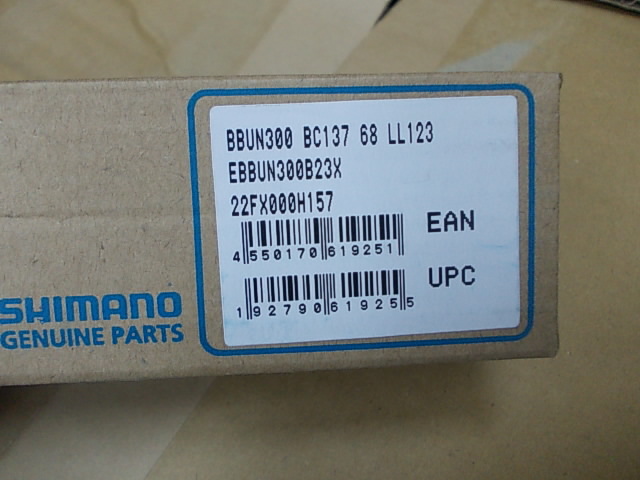 BBUN300 BC137 68 LL123
EBBUN300B23X
22FX000H157
4 550170 619251
EAN
1 92790 61925 5
UPC
SHIMANO
GENUINE PARTS